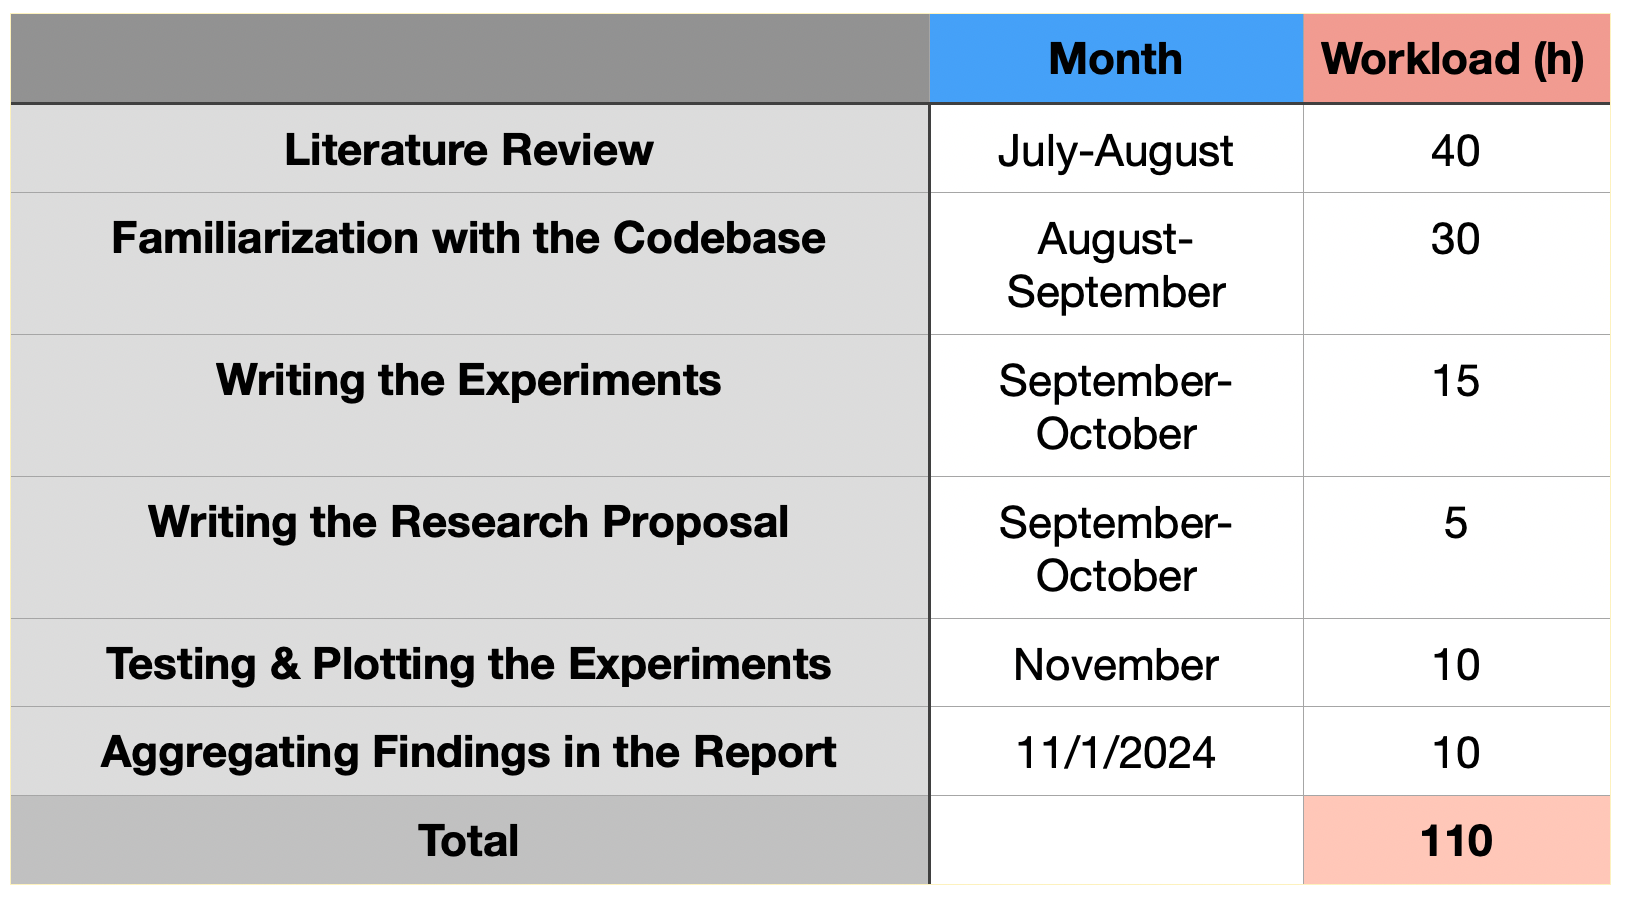 Month Workload (h)
Literature Review July-August 40
Familiarization with the Codebase August- 30
September
Writing the Experiments September- 15
October
Writing the Research Proposal September- 5
October
Testing & Plotting the Experiments November 10
Aggregating Findings in the Report 11/1/2024 10
Total 110